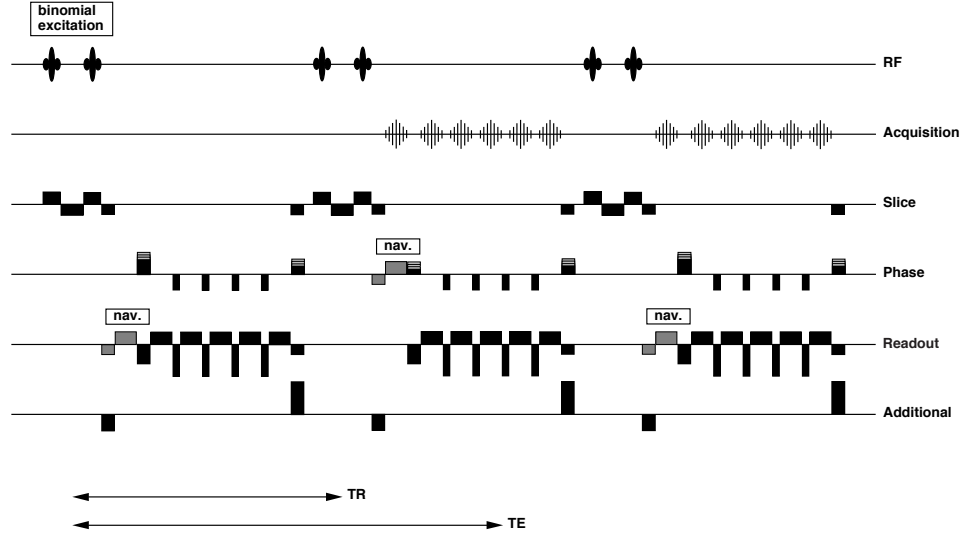 binomial
excitation
RF
Acquisition
Slice
nav.
Phase
nav.
nav.
Readout
Additional
TR
TE